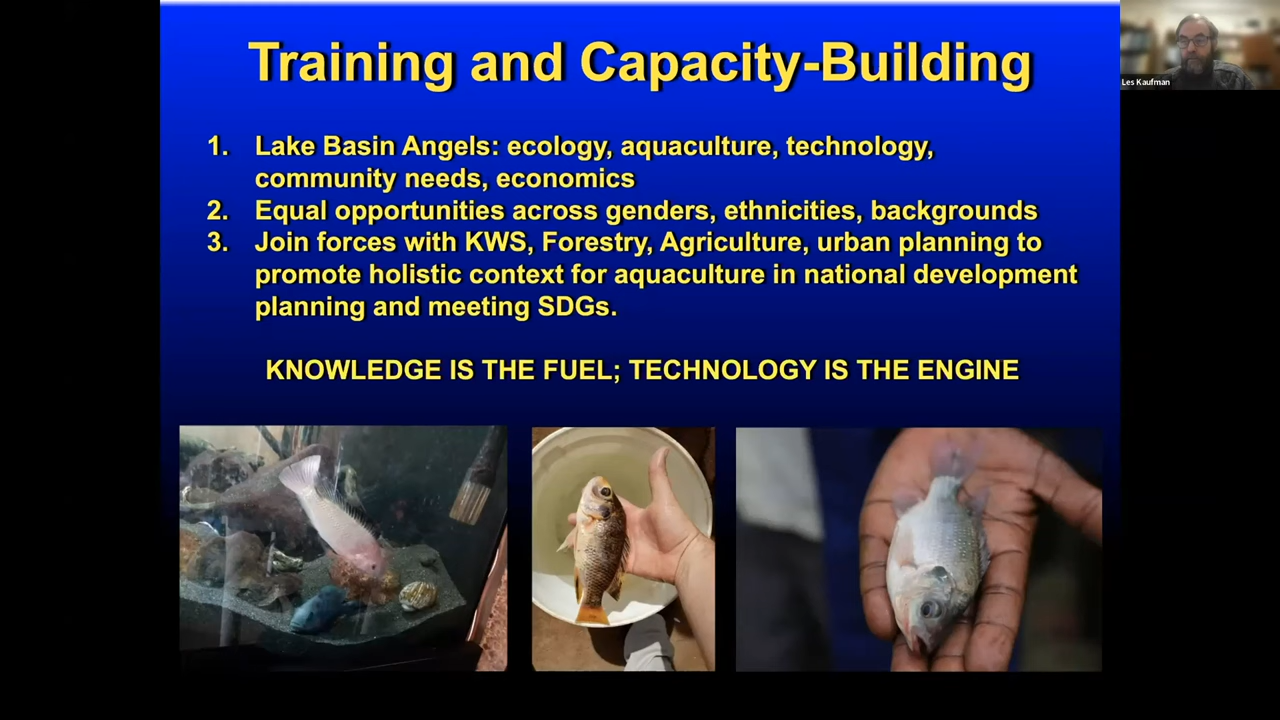 Training and Capacity-Building
Les Kaufman
1. Lake Basin Angels: ecology, aquaculture, technology,
community needs, economics
2. Equal opportunities across genders, ethnicities, backgrounds
3. Join forces with KWS, Forestry, Agriculture, urban planning to
promote holistic context for aquaculture in national development
planning and meeting SDGs.
KNOWLEDGE IS THE FUEL; TECHNOLOGY IS THE ENGINE